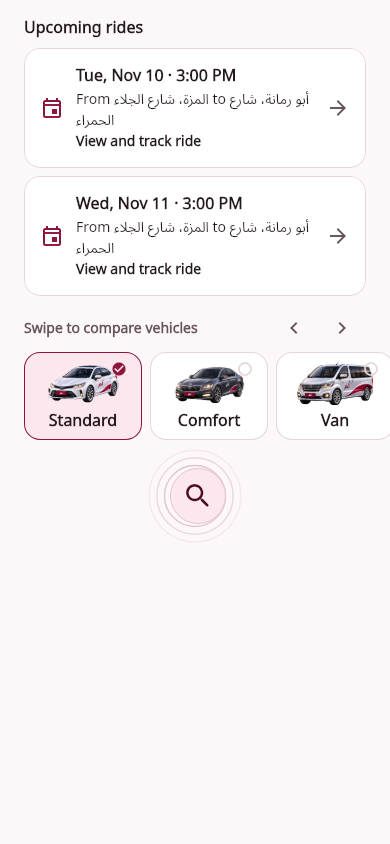 Upcoming rides
Tue, Nov 10 · 3:00 PM
From المزة، شارع الجلاء to أبو رمانة، شارع
الحمراء
View and track ride
Wed, Nov 11 · 3:00 PM
From المزة، شارع الجلاء to أبو رمانة، شارع
الحمراء
View and track ride
Swipe to compare vehicles
Standard
Comfort
Van